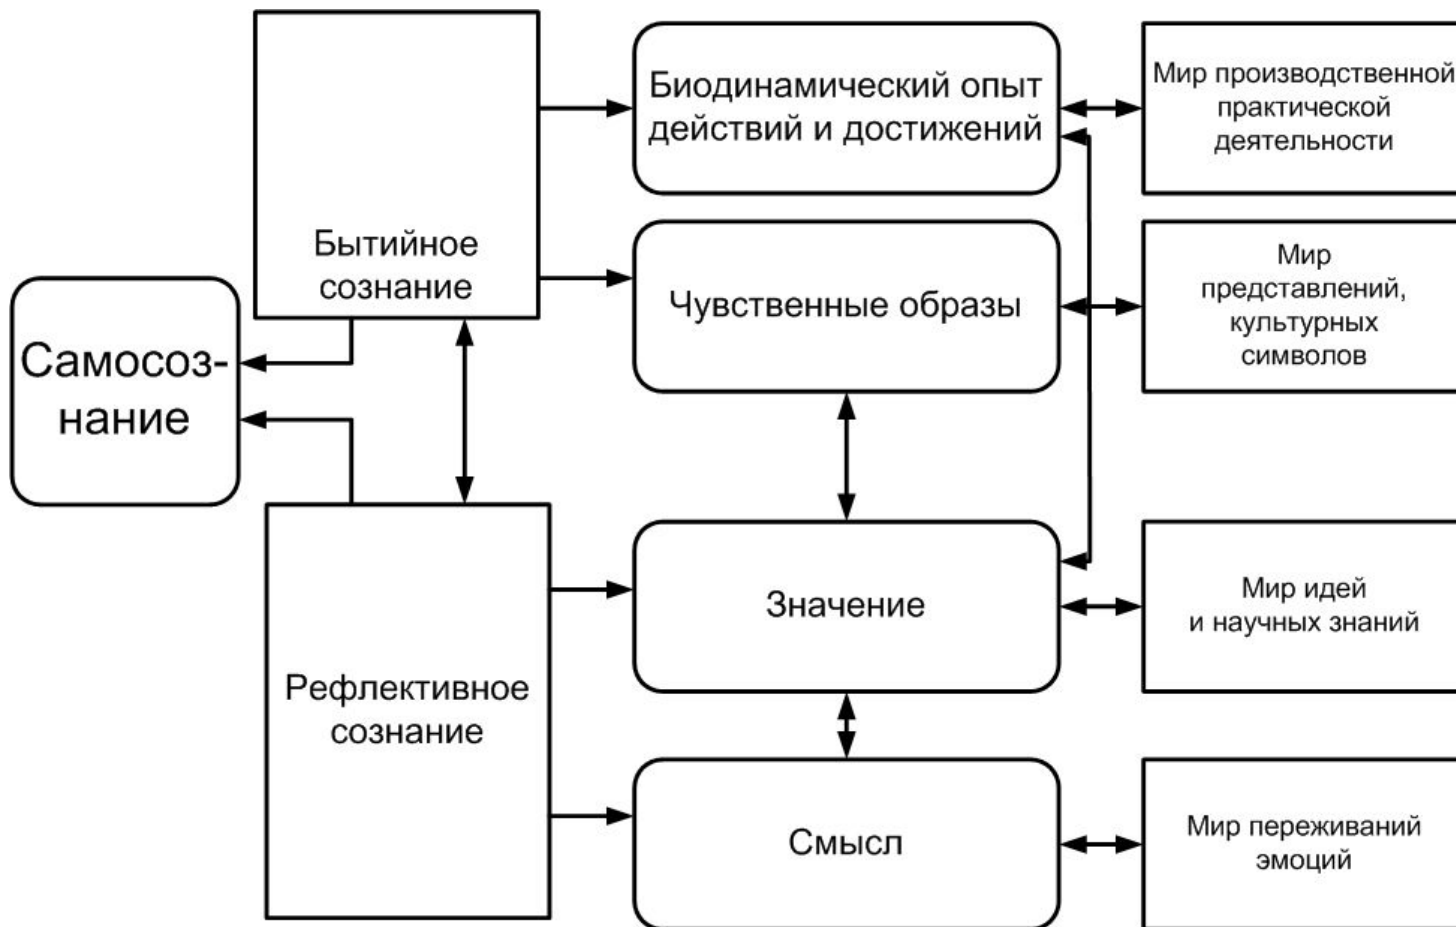 Бытийное
сознание
Самосоз-
нание
Рефлективное
сознание
Биодинамический опыт
действий и достижений
Чувственные образы
Значение
Смысл
Мир производственной
практической
деятельности
Мир
представлений,
культурных
символов
Мир идей
и научных знаний
Мир переживаний
эмоций